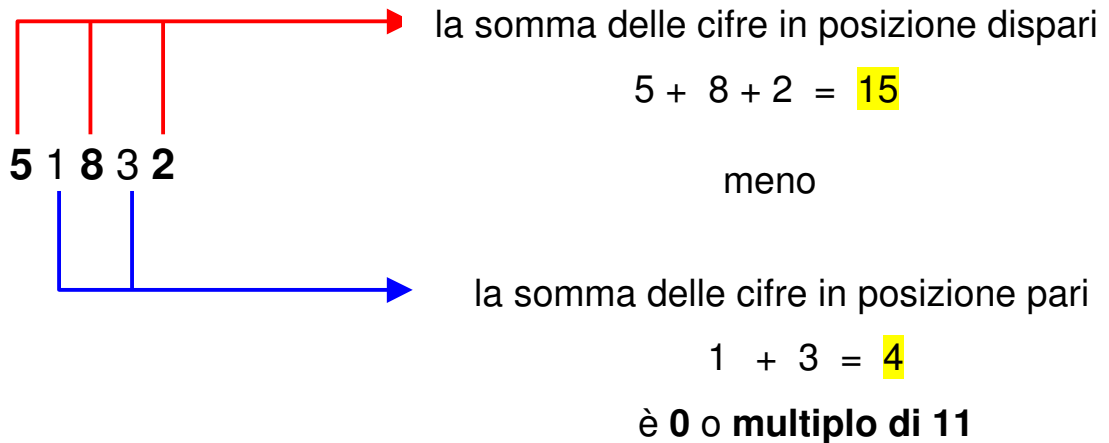 la somma delle cifre in posizione dispari
5 + 8 + 2 = 15
5 1 8 3 2
meno
la somma delle cifre in posizione pari
1 + 3 = 4
è 0 o multiplo di 11